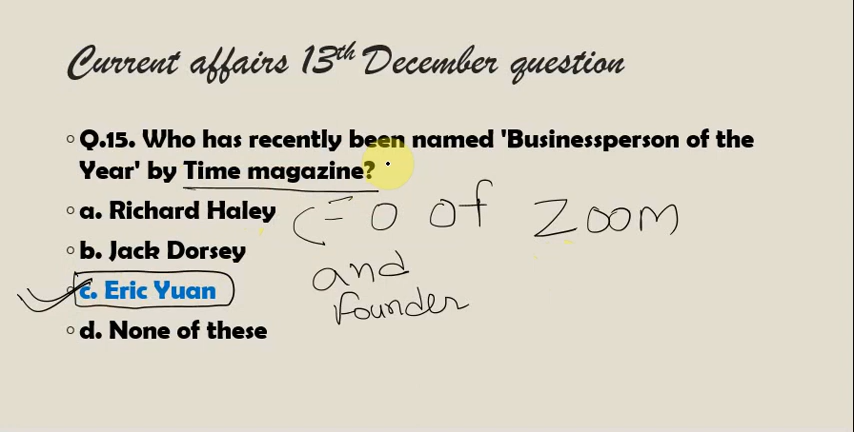 Current affairs 13th December question
Q.15. Who has recently been named 'Businessperson of the
Year' by Time magazine?
a. Richard Haley
CEO of Zoom
b. Jack Dorsey
and
c. Eric Yuan
founder
d. None of these